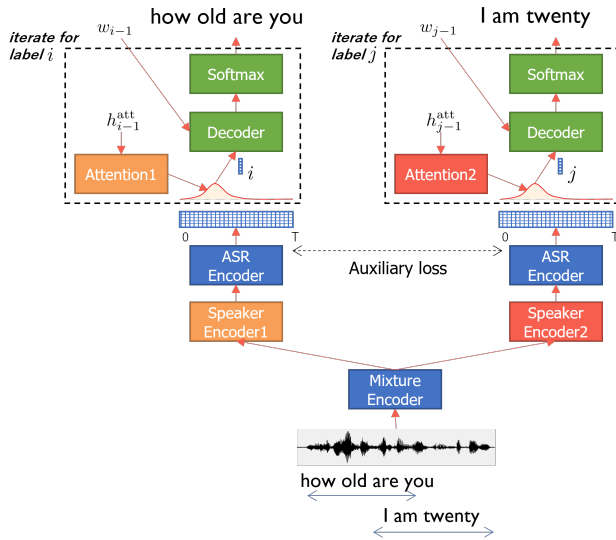 how old are you
I am twenty
iterate for
label i
w_{i−1}
iterate for
label j
w_{j−1}
Softmax
Softmax
h_{i−1}^{att}
Decoder
h_{j−1}^{att}
Decoder
Attention1
i
Attention2
j
0
T
0
T
ASR
Encoder
Auxiliary loss
ASR
Encoder
Speaker
Encoder1
Speaker
Encoder2
Mixture
Encoder
how old are you
I am twenty